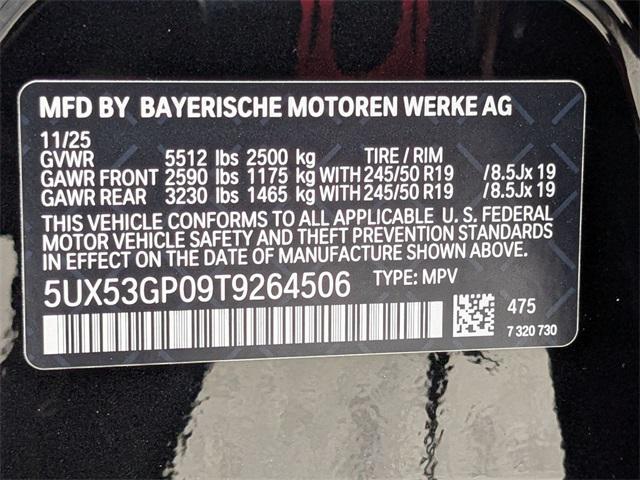 MFD BY BAYERISCHE MOTOREN WERKE AG
11/25
GVWR 5512 lbs 2500 kg TIRE / RIM
GAWR FRONT 2590 lbs 1175 kg WITH 245/50 R19 /8.5Jx 19
GAWR REAR 3230 lbs 1465 kg WITH 245/50 R19 /8.5Jx 19
THIS VEHICLE CONFORMS TO ALL APPLICABLE U. S. FEDERAL
MOTOR VEHICLE SAFETY AND THEFT PREVENTION STANDARDS
IN EFFECT ON THE DATE OF MANUFACTURE SHOWN ABOVE.
5UX53GP09T9264506 TYPE: MPV
475
7 320 730